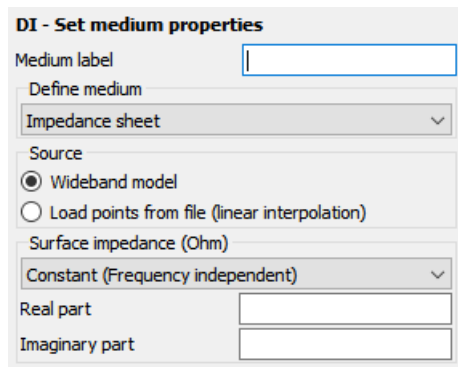 DI - Set medium properties
Medium label
Define medium
Impedance sheet
Source
Wideband model
Load points from file (linear interpolation)
Surface impedance (Ohm)
Constant (Frequency independent)
Real part
Imaginary part